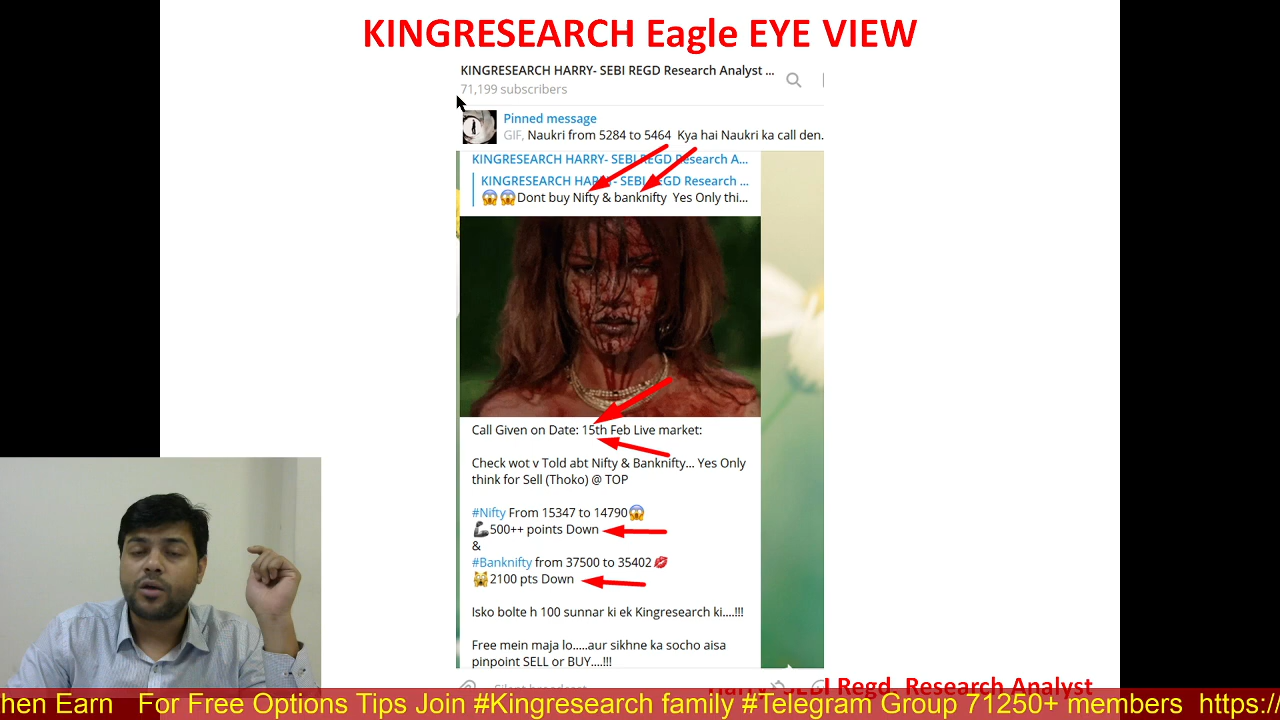 KINGRESEARCH Eagle EYE VIEW
KINGRESEARCH HARRY- SEBI REGD Research Analyst ...
71,199 subscribers
Pinned message
GIF, Naukri from 5284 to 5464 Kya hai Naukri ka call den.
KINGRESEARCH HARRY- SEBI REGD Research A...
KINGRESEARCH HARRY- SEBI REGD Research ...
😱😱Dont buy Nifty & banknifty Yes Only thi...
Call Given on Date: 15th Feb Live market:
Check wot v Told abt Nifty & Banknifty... Yes Only
think for Sell (Thoko) @ TOP
#Nifty From 15347 to 14790😱
💪500++ points Down
&
#Banknifty from 37500 to 35402💋
🙀2100 pts Down
Isko bolte h 100 sunnar ki ek Kingresearch ki....!!!
Free mein maja lo.....aur sikhne ka socho aisa
pinpoint SELL or BUY....!!!
Harry- SEBI Regd. Research Analyst
hen Earn For Free Options Tips Join #Kingresearch family #Telegram Group 71250+ members https:/